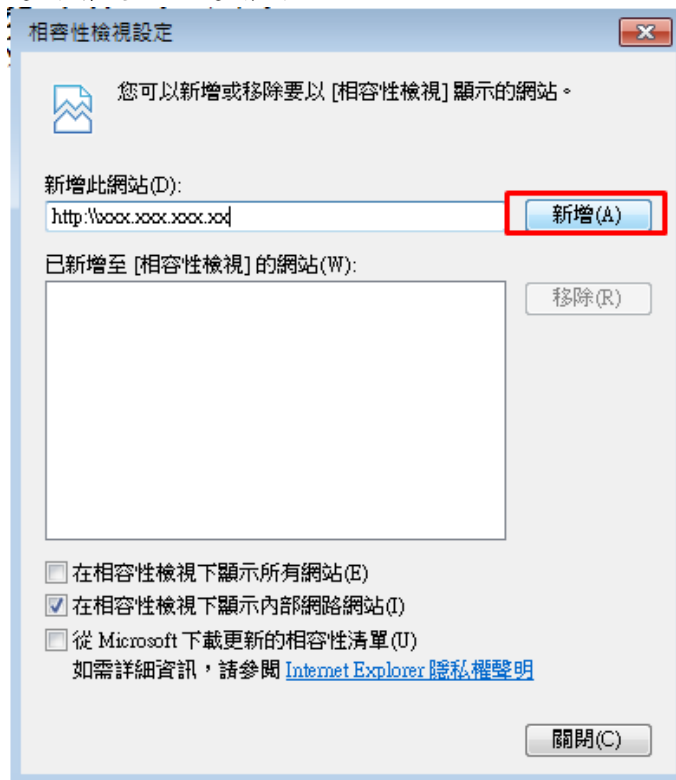 相容性檢視設定
您可以新增或移除要以 [相容性檢視] 顯示的網站。
新增此網站(D):
http:\\xxx.xxx.xxx.xx
新增(A)
已新增至 [相容性檢視] 的網站(W):
移除(R)
在相容性檢視下顯示所有網站(E)
在相容性檢視下顯示內部網路網站(I)
從 Microsoft 下載更新的相容性清單(U)
如需詳細資訊，請參閱 Internet Explorer 隱私權聲明
關閉(C)